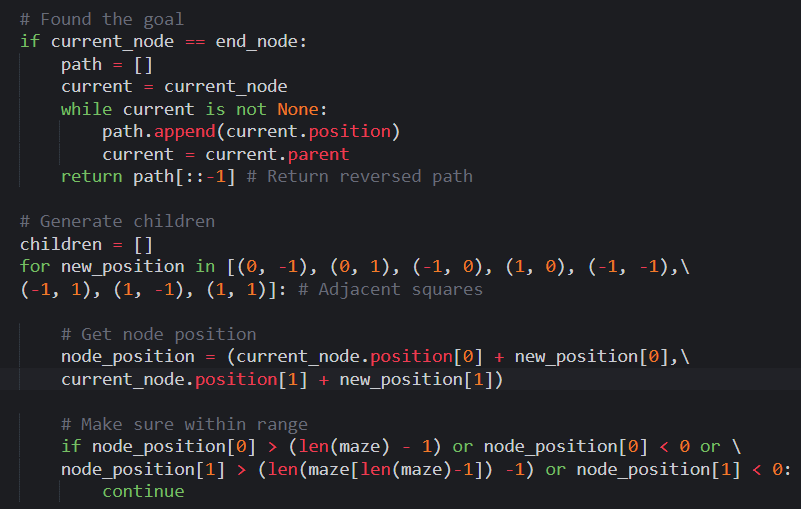 # Found the goal
if current_node == end_node:
    path = []
    current = current_node
    while current is not None:
        path.append(current.position)
        current = current.parent
    return path[::-1] # Return reversed path

# Generate children
children = []
for new_position in [(0, -1), (0, 1), (-1, 0), (1, 0), (-1, -1),\
(-1, 1), (1, -1), (1, 1)]: # Adjacent squares

    # Get node position
    node_position = (current_node.position[0] + new_position[0],\
    current_node.position[1] + new_position[1])

    # Make sure within range
    if node_position[0] > (len(maze) - 1) or node_position[0] < 0 or \
    node_position[1] > (len(maze[len(maze)-1]) -1) or node_position[1] < 0:
        continue